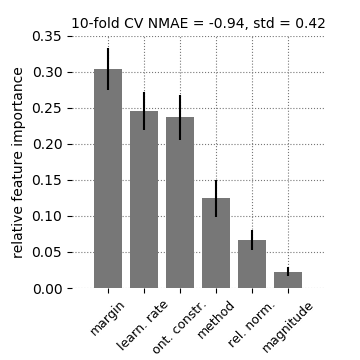 10-fold CV NMAE = -0.94, std = 0.42
relative feature importance
0.35
0.30
0.25
0.20
0.15
0.10
0.05
0.00
margin
learn. rate
ont. constr.
method
rel. norm.
magnitude